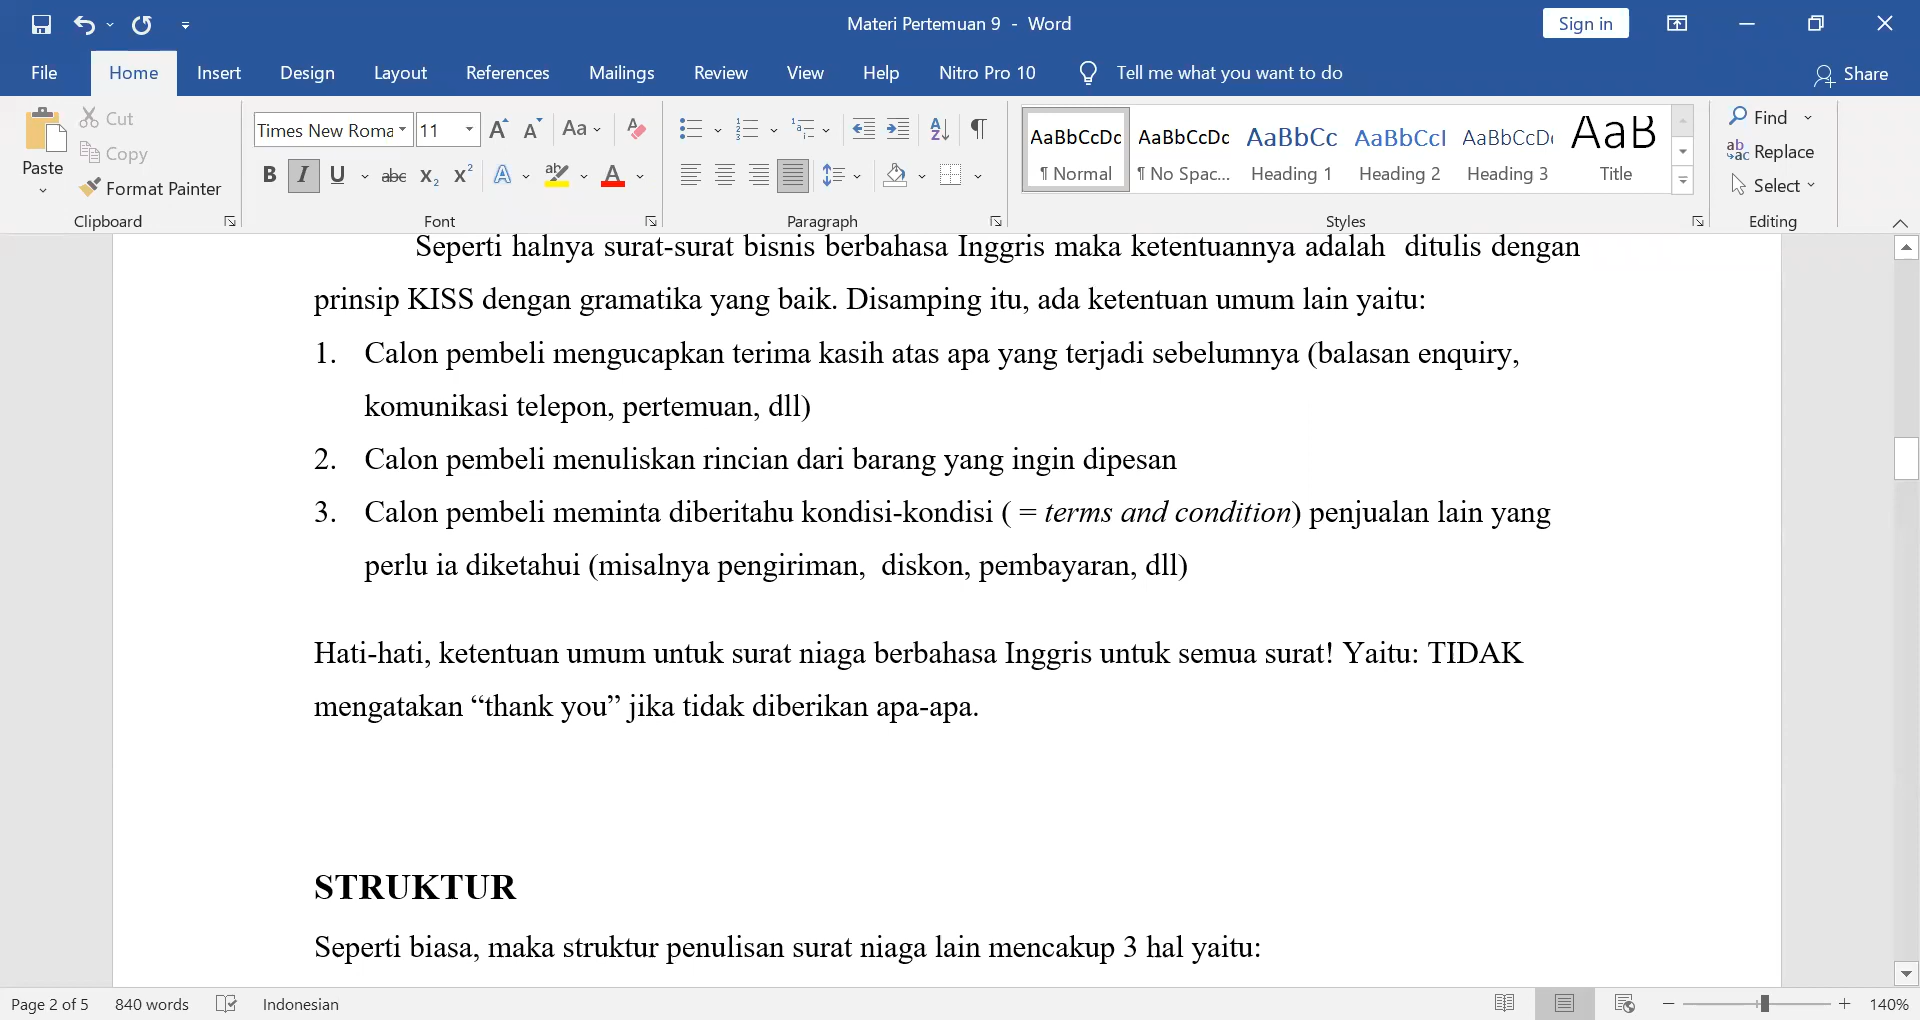 Materi Pertemuan 9 - Word
Sign in
File Home Insert Design Layout References Mailings Review View Help Nitro Pro 10 Tell me what you want to do Share
Paste
Cut
Copy
Format Painter
Clipboard
Times New Roma 11
Aa
B I U abc X₂ X² A ab A
Font
Paragraph
AaBbCcDc AaBbCcDc AaBbCc AaBbCcI AaBbCcD AaB
¶ Normal ¶ No Spac... Heading 1 Heading 2 Heading 3 Title
Styles
Find
Replace
Select
Editing
Seperti halnya surat-surat bisnis berbahasa Inggris maka ketentuannya adalah  ditulis dengan
prinsip KISS dengan gramatika yang baik. Disamping itu, ada ketentuan umum lain yaitu:
1. Calon pembeli mengucapkan terima kasih atas apa yang terjadi sebelumnya (balasan enquiry,
komunikasi telepon, pertemuan, dll)
2. Calon pembeli menuliskan rincian dari barang yang ingin dipesan
3. Calon pembeli meminta diberitahu kondisi-kondisi ( = terms and condition) penjualan lain yang
perlu ia diketahui (misalnya pengiriman,  diskon, pembayaran, dll)
Hati-hati, ketentuan umum untuk surat niaga berbahasa Inggris untuk semua surat! Yaitu: TIDAK
mengatakan “thank you” jika tidak diberikan apa-apa.
STRUKTUR
Seperti biasa, maka struktur penulisan surat niaga lain mencakup 3 hal yaitu:
Page 2 of 5 840 words Indonesian 140%